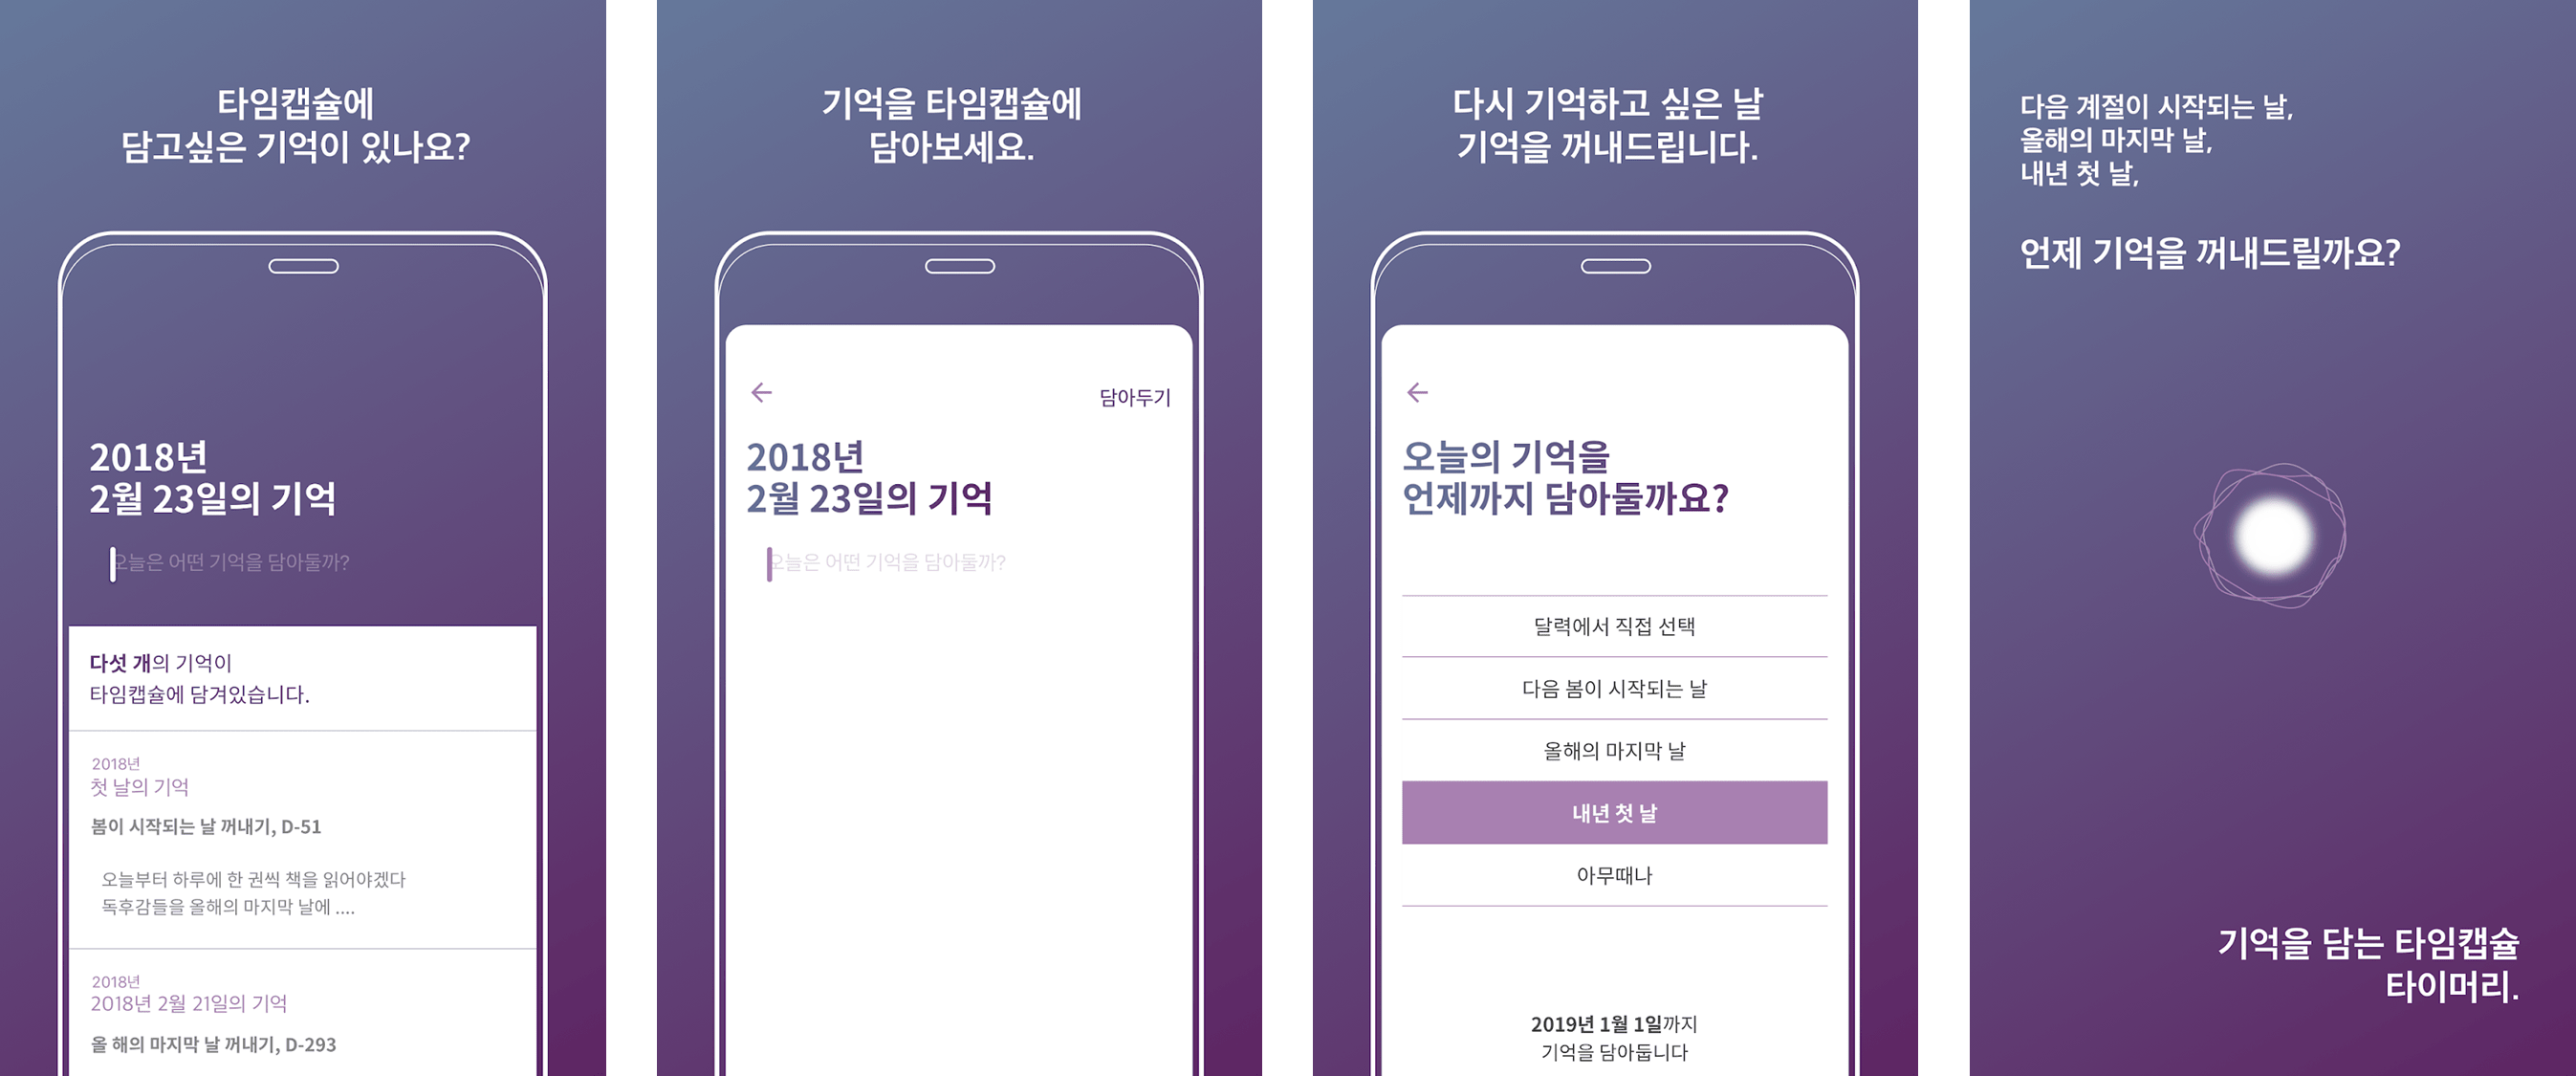 타임캡슐에
담고싶은 기억이 있나요?
2018년
2월 23일의 기억
오늘은 어떤 기억을 담아둘까?
다섯 개의 기억이
타임캡슐에 담겨있습니다.
2018년
첫 날의 기억
봄이 시작되는 날 꺼내기, D-51
오늘부터 하루에 한 권씩 책을 읽어야겠다
독후감들을 올해의 마지막 날에 ....
2018년
2018년 2월 21일의 기억
올 해의 마지막 날 꺼내기, D-293
기억을 타임캡슐에
담아보세요.
담아두기
2018년
2월 23일의 기억
오늘은 어떤 기억을 담아둘까?
다시 기억하고 싶은 날
기억을 꺼내드립니다.
오늘의 기억을
언제까지 담아둘까요?
달력에서 직접 선택
다음 봄이 시작되는 날
올해의 마지막 날
내년 첫 날
아무때나
2019년 1월 1일까지
기억을 담아둡니다
다음 계절이 시작되는 날,
올해의 마지막 날,
내년 첫 날,
언제 기억을 꺼내드릴까요?
기억을 담는 타임캡슐
타이머리.